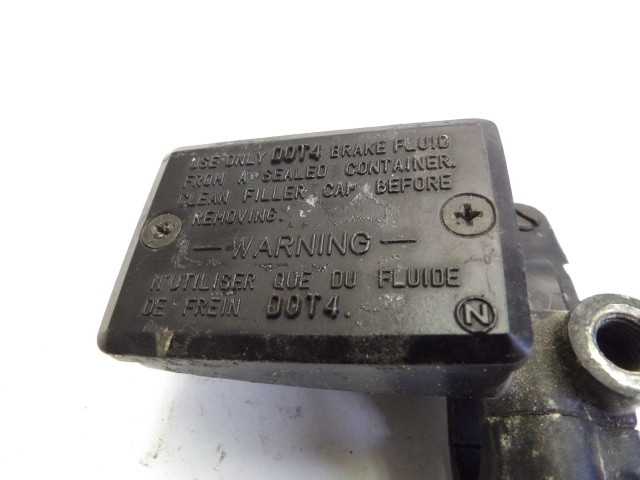 USE ONLY DOT4 BRAKE FLUID
FROM A SEALED CONTAINER.
CLEAN FILLER CAP BEFORE
REMOVING.
— WARNING —
N'UTILISER QUE DU FLUIDE
DE FREIN DOT4.
N